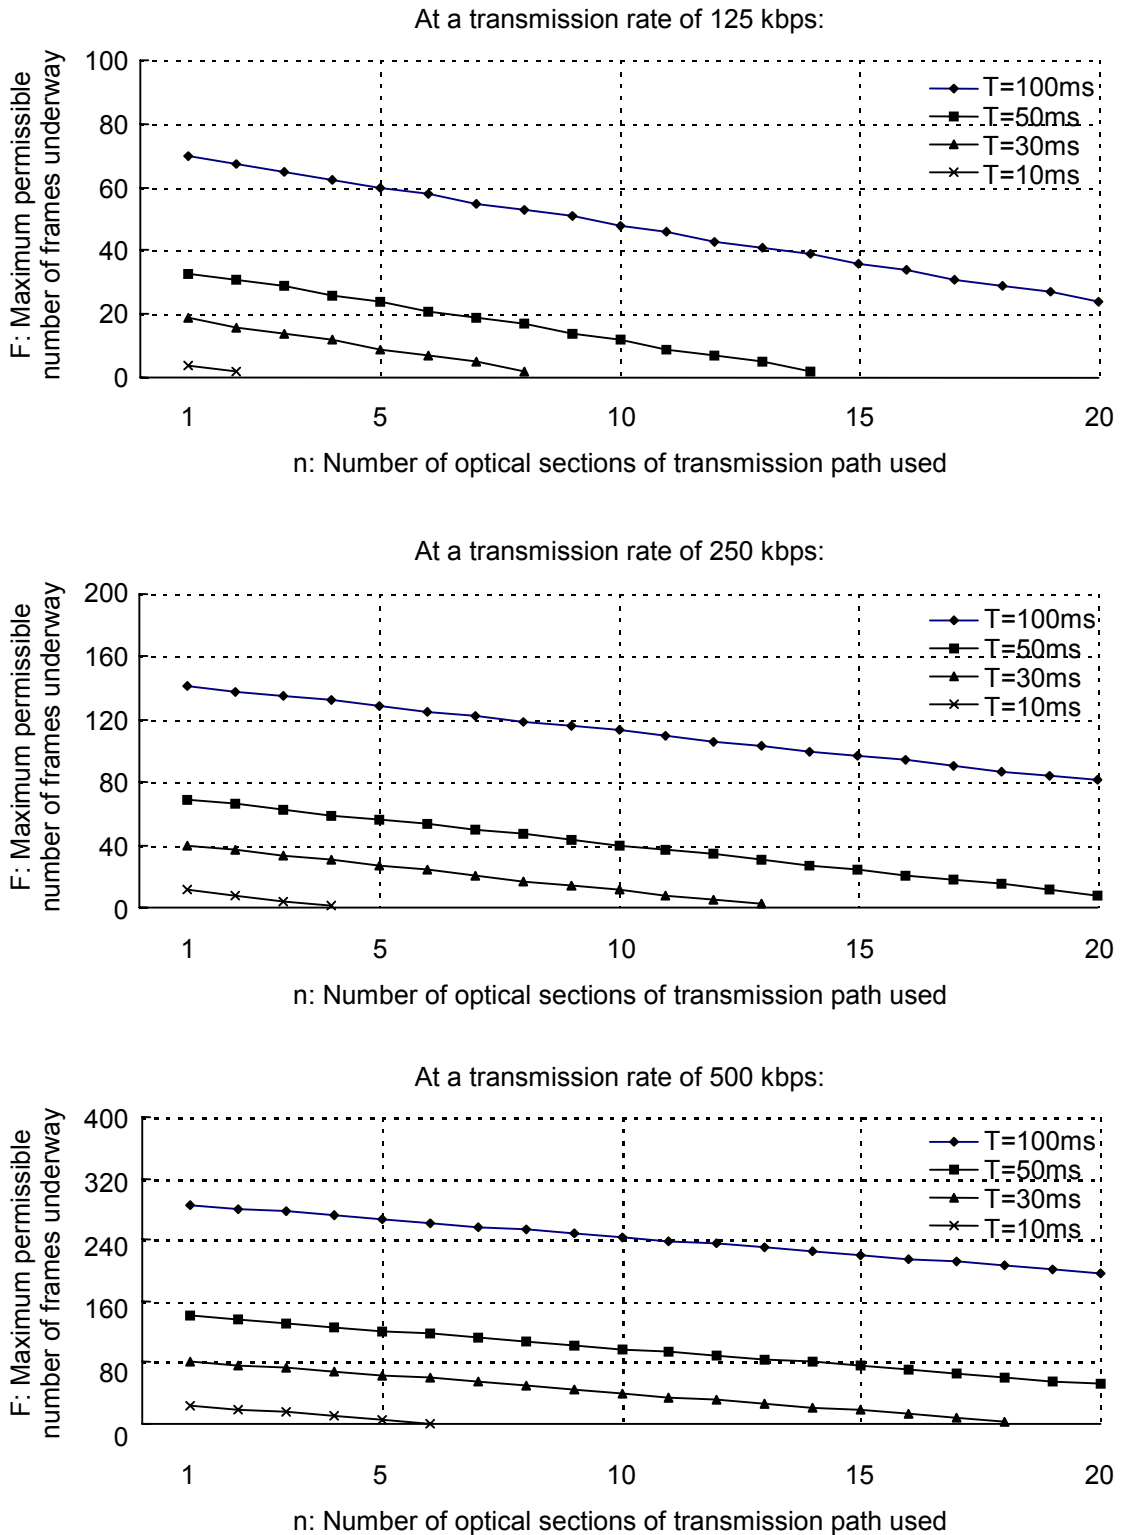 At a transmission rate of 125 kbps:
F: Maximum permissible
number of frames underway
100
80
60
40
20
0
T=100ms
T=50ms
T=30ms
T=10ms
1 5 10 15 20
n: Number of optical sections of transmission path used
At a transmission rate of 250 kbps:
F: Maximum permissible
number of frames underway
200
160
120
80
40
0
T=100ms
T=50ms
T=30ms
T=10ms
1 5 10 15 20
n: Number of optical sections of transmission path used
At a transmission rate of 500 kbps:
F: Maximum permissible
number of frames underway
400
320
240
160
80
0
T=100ms
T=50ms
T=30ms
T=10ms
1 5 10 15 20
n: Number of optical sections of transmission path used